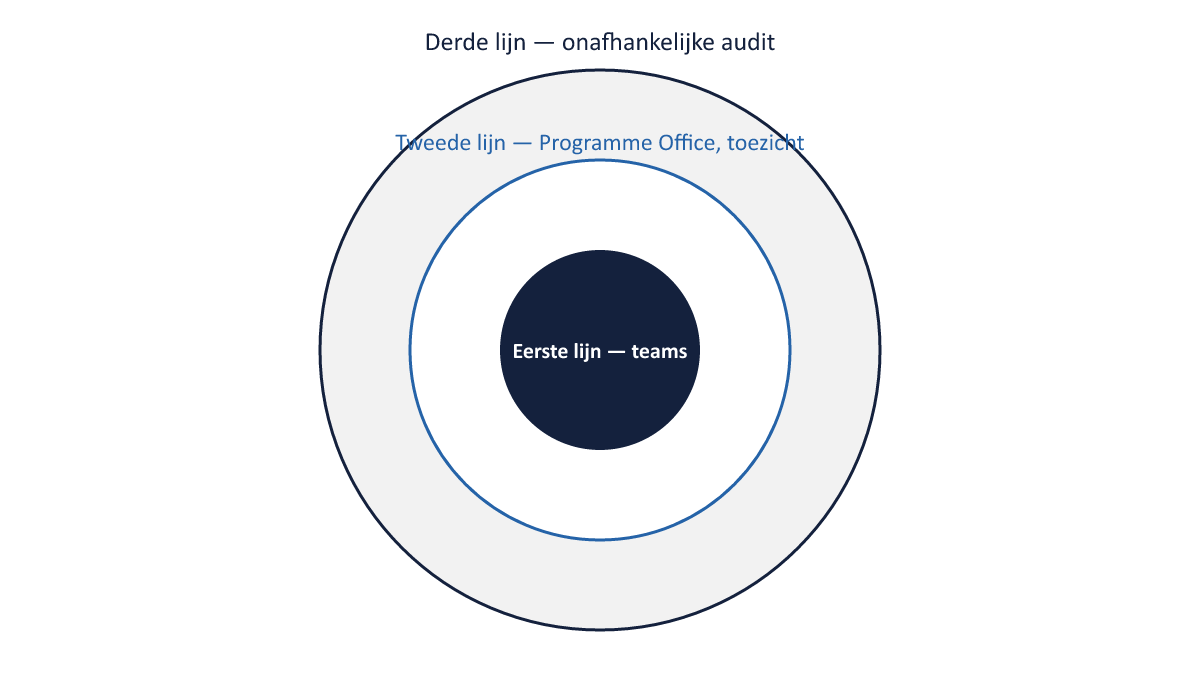 Derde lijn — onafhankelijke audit
Tweede lijn — Programme Office, toezicht
Eerste lijn — teams